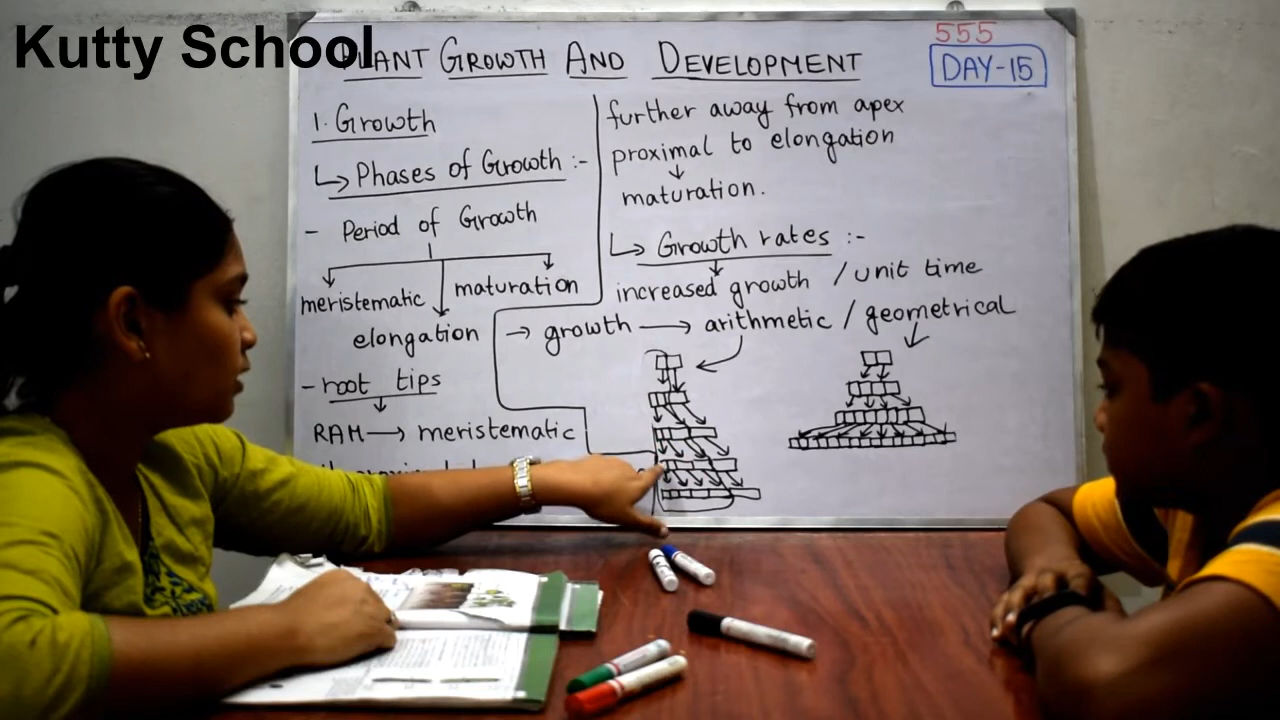 Kutty School
PLANT GROWTH AND DEVELOPMENT
555
DAY-15
1. Growth
↳ Phases of Growth :-
- Period of Growth
meristematic
maturation
elongation
- root tips
RAM → meristematic
further away from apex
proximal to elongation
maturation.
↳ Growth rates :-
increased growth / unit time
→ growth → arithmetic / geometrical